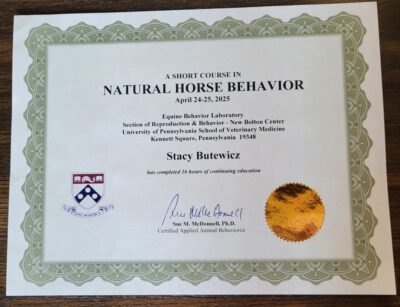 A SHORT COURSE IN
NATURAL HORSE BEHAVIOR
April 24-25, 2025
Equine Behavior Laboratory
Section of Reproduction & Behavior - New Bolton Center
University of Pennsylvania School of Veterinary Medicine
Kennett Square, Pennsylvania 19348
Stacy Butewicz
has completed 16 hours of continuing education
Sue M. McDonnell, Ph.D.
Certified Applied Animal Behaviorist